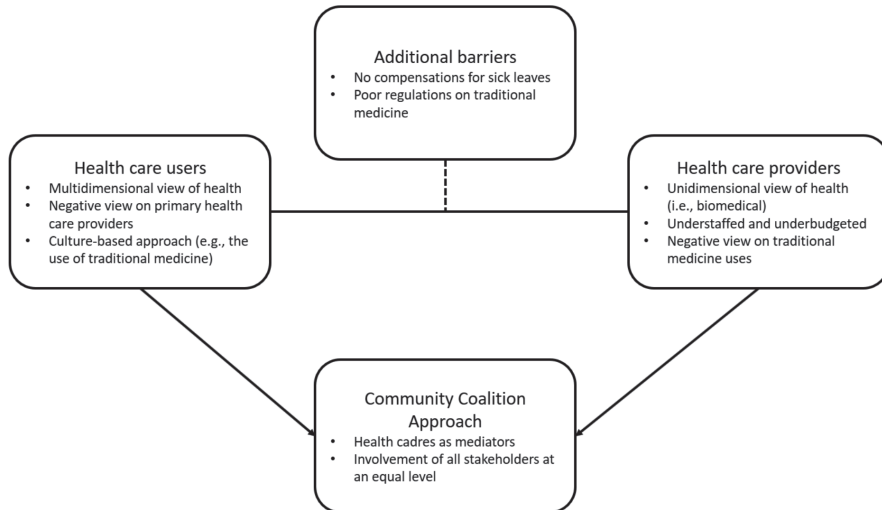 Additional barriers
• No compensations for sick leaves
• Poor regulations on traditional
medicine
Health care users
• Multidimensional view of health
• Negative view on primary health
care providers
• Culture-based approach (e.g., the
use of traditional medicine)
Health care providers
• Unidimensional view of health
(i.e., biomedical)
• Understaffed and underbudgeted
• Negative view on traditional
medicine uses
Community Coalition
Approach
• Health cadres as mediators
• Involvement of all stakeholders at
an equal level